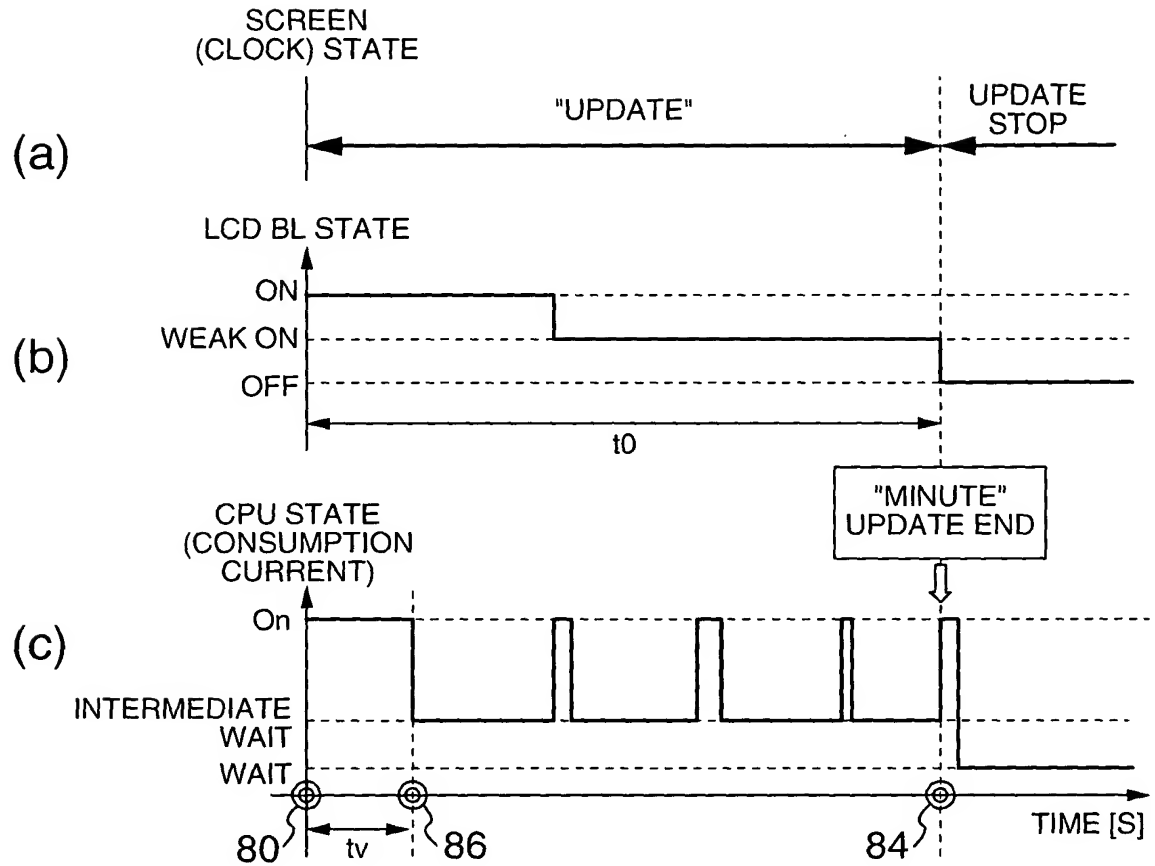 SCREEN
(CLOCK) STATE
(a)
"UPDATE"
UPDATE
STOP
LCD BL STATE
(b)
ON
WEAK ON
OFF
t0
"MINUTE"
UPDATE END
CPU STATE
(CONSUMPTION
CURRENT)
(c)
On
INTERMEDIATE
WAIT
WAIT
80
tv
86
84
TIME [S]